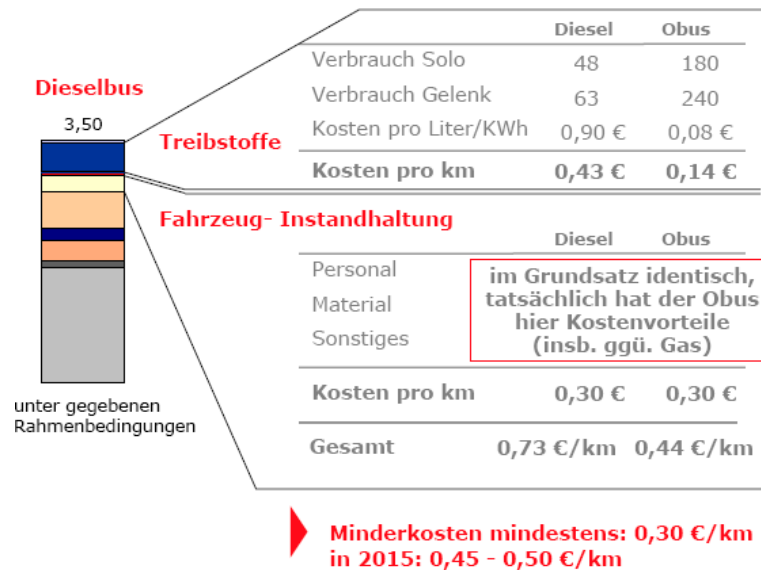 Diesel Obus
Verbrauch Solo 48 180
Dieselbus
Verbrauch Gelenk 63 240
3,50
Treibstoffe
Kosten pro Liter/KWh 0,90 € 0,08 €
Kosten pro km 0,43 € 0,14 €
Fahrzeug- Instandhaltung
Diesel Obus
Personal
Material
Sonstiges
im Grundsatz identisch,
tatsächlich hat der Obus
hier Kostenvorteile
(insb. ggü. Gas)
unter gegebenen
Rahmenbedingungen
Kosten pro km 0,30 € 0,30 €
Gesamt 0,73 €/km 0,44 €/km
Minderkosten mindestens: 0,30 €/km
in 2015: 0,45 - 0,50 €/km